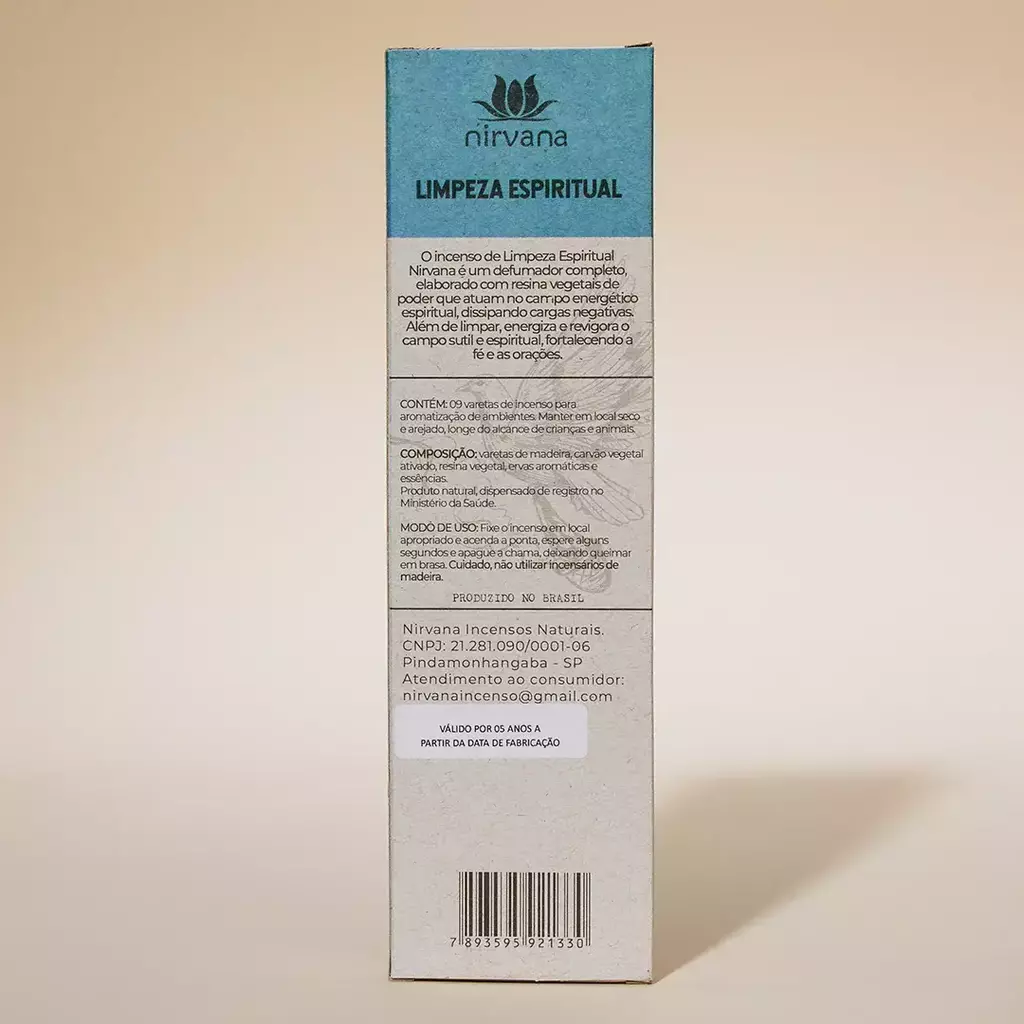 nirvana
LIMPEZA ESPIRITUAL
O incenso de Limpeza Espiritual
Nirvana é um defumador completo,
elaborado com resina vegetais de
poder que atuam no campo energético
espiritual, dissipando cargas negativas.
Além de limpar, energiza e revigora o
campo sutil e espiritual, fortalecendo a
fé e as orações.
CONTÉM: 09 varetas de incenso para
aromatização de ambientes. Manter em local seco
e arejado, longe do alcance de crianças e animais.
COMPOSIÇÃO: varetas de madeira, carvão vegetal
ativado, resina vegetal, ervas aromáticas e
essências.
Produto natural, dispensado de registro no
Ministério da Saúde.
MODO DE USO: Fixe o incenso em local
apropriado e acenda a ponta, espere alguns
segundos e apague a chama, deixando queimar
em brasa. Cuidado, não utilizar incensários de
madeira.
PRODUZIDO NO BRASIL
Nirvana Incensos Naturais.
CNPJ: 21.281.090/0001-06
Pindamonhangaba - SP
Atendimento ao consumidor:
nirvanaincenso@gmail.com
VÁLIDO POR 05 ANOS A
PARTIR DA DATA DE FABRICAÇÃO
7 893595 921330